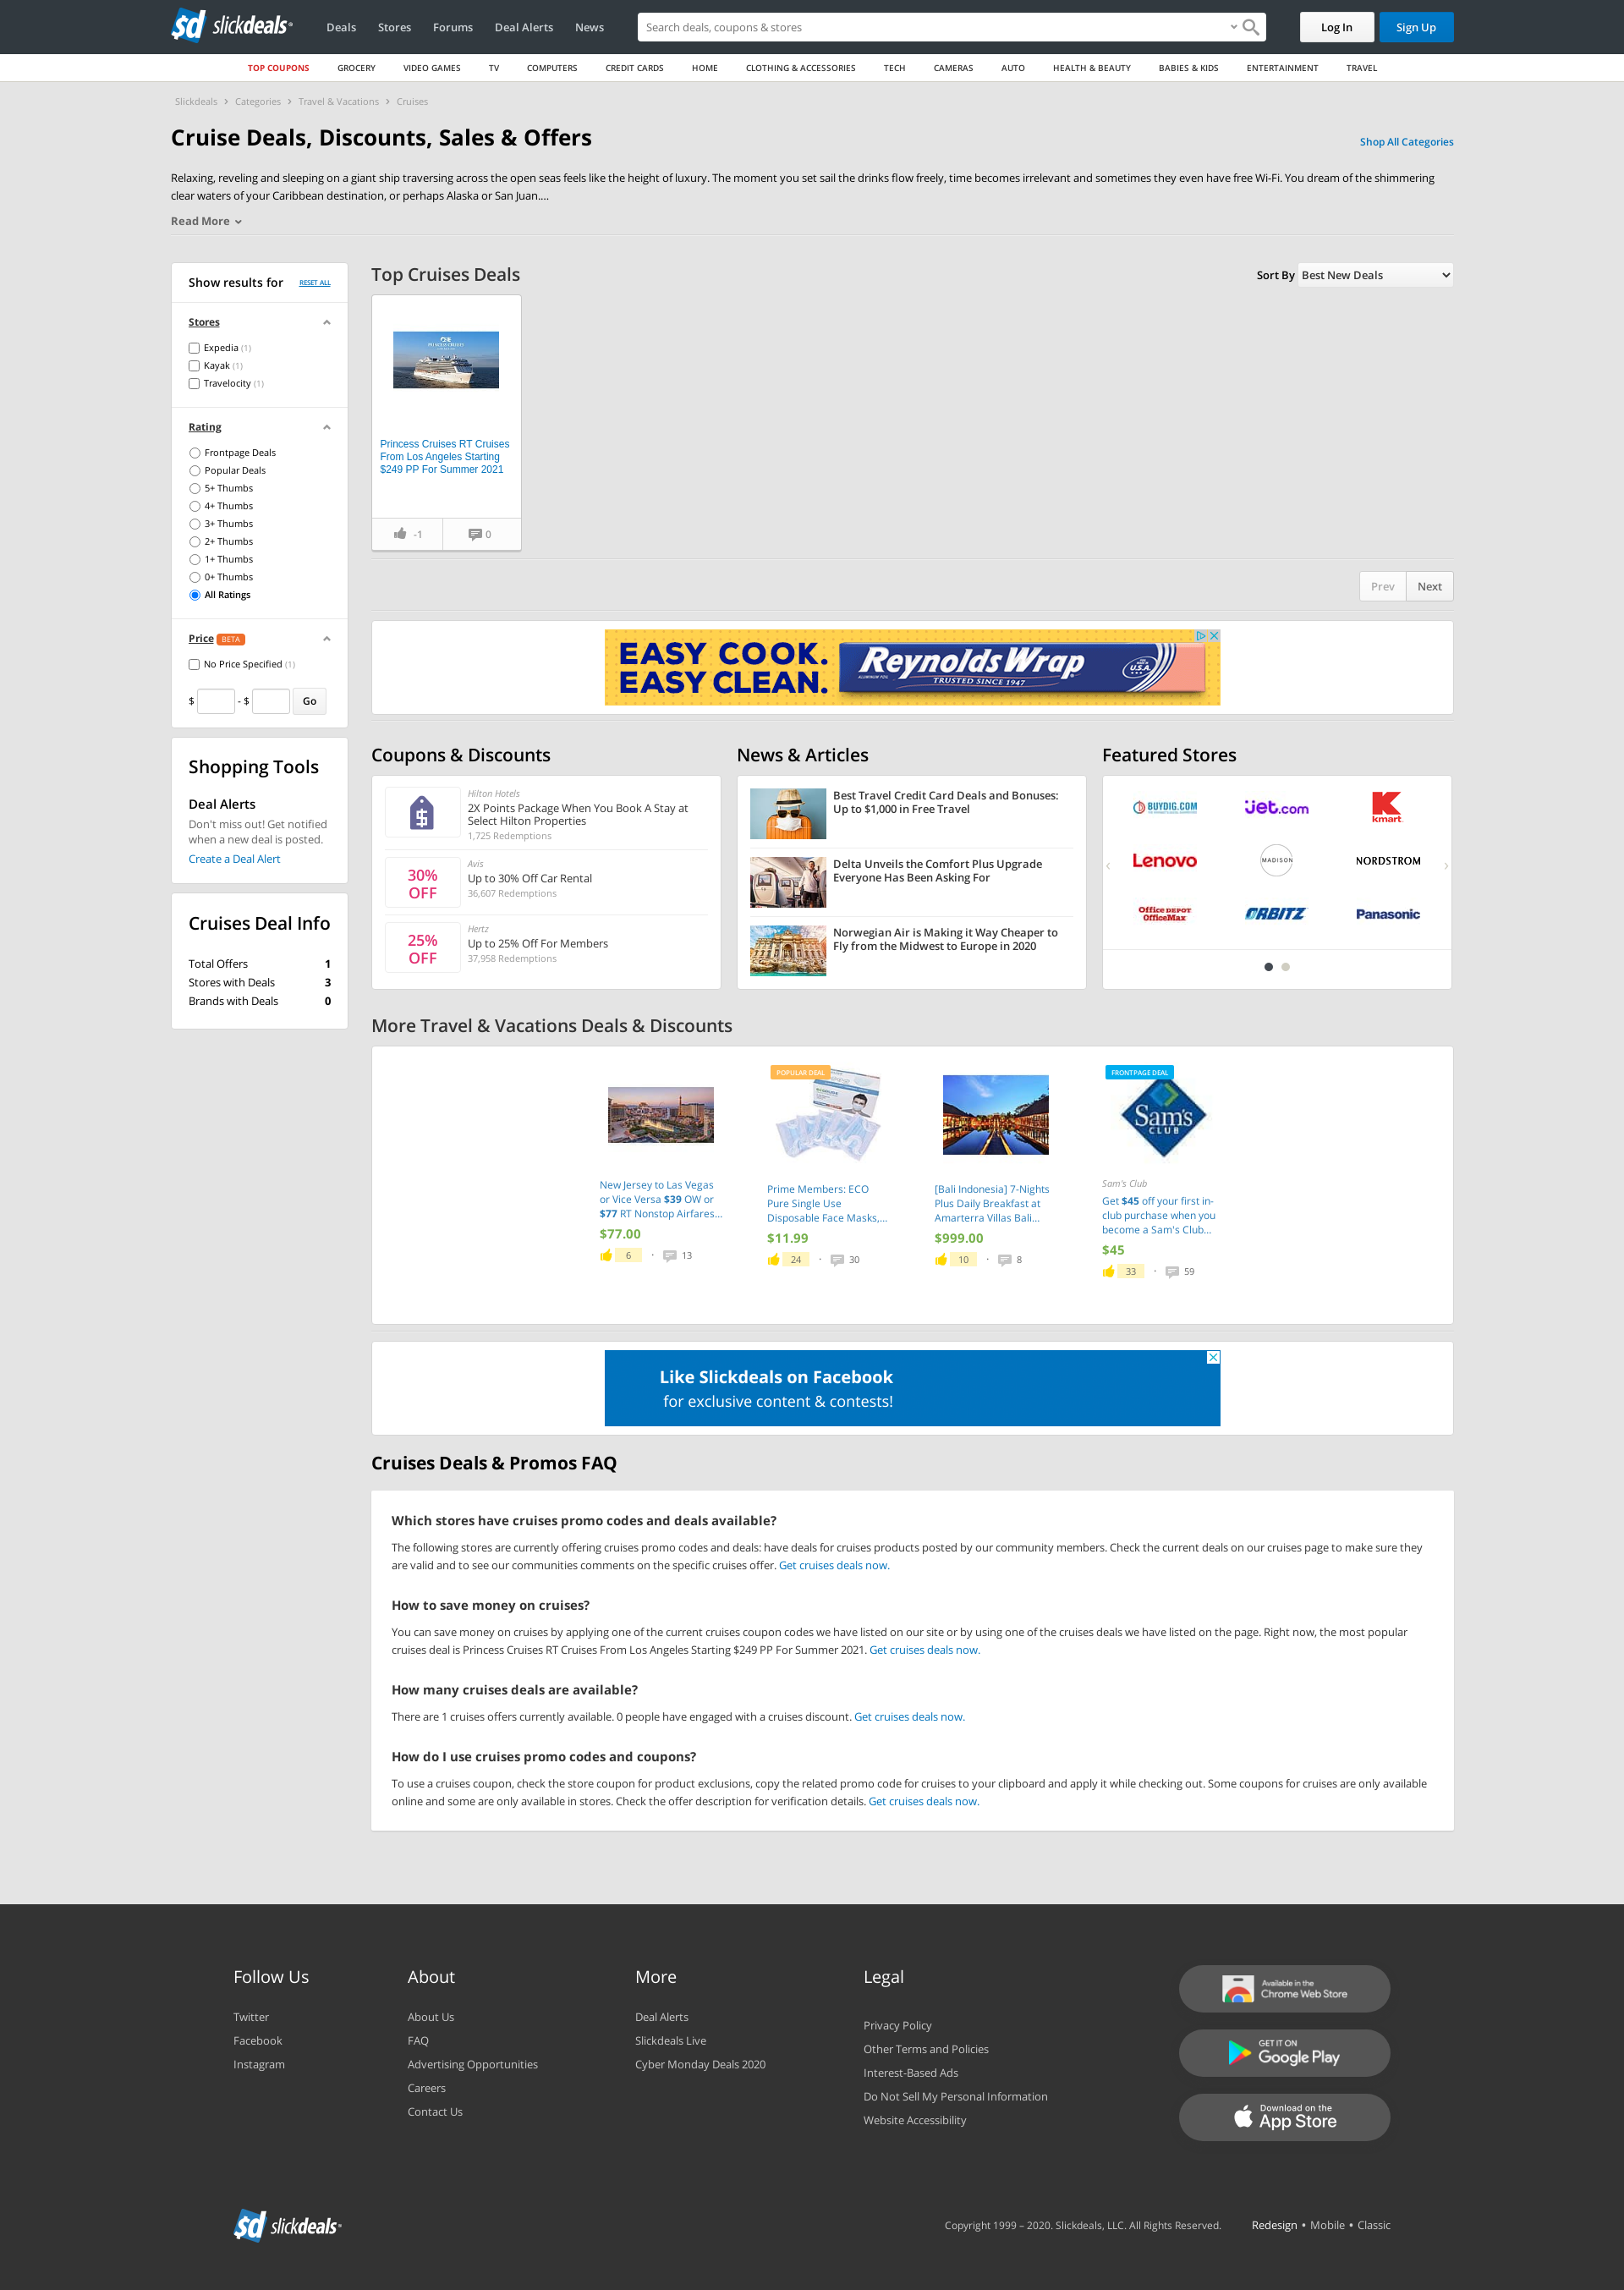 sd slickdeals
Deals
Stores
Forums
Deal Alerts
News
Search deals, coupons & stores
Log In
Sign Up
TOP COUPONS
GROCERY
VIDEO GAMES
TV
COMPUTERS
CREDIT CARDS
HOME
CLOTHING & ACCESSORIES
TECH
CAMERAS
AUTO
HEALTH & BEAUTY
BABIES & KIDS
ENTERTAINMENT
TRAVEL
Slickdeals › Categories › Travel & Vacations › Cruises
Cruise Deals, Discounts, Sales & Offers
Shop All Categories
Relaxing, reveling and sleeping on a giant ship traversing across the open seas feels like the height of luxury. The moment you set sail the drinks flow freely, time becomes irrelevant and sometimes they even have free Wi-Fi. You dream of the shimmering
clear waters of your Caribbean destination, or perhaps Alaska or San Juan....
Read More
Show results for
RESET ALL
Stores
Expedia (1)
Kayak (1)
Travelocity (1)
Rating
Frontpage Deals
Popular Deals
5+ Thumbs
4+ Thumbs
3+ Thumbs
2+ Thumbs
1+ Thumbs
0+ Thumbs
All Ratings
Price BETA
No Price Specified (1)
$ - $ Go
Shopping Tools
Deal Alerts
Don't miss out! Get notified
when a new deal is posted.
Create a Deal Alert
Cruises Deal Info
Total Offers 1
Stores with Deals 3
Brands with Deals 0
Top Cruises Deals
Sort By Best New Deals
PRINCESS CRUISES
Princess Cruises RT Cruises
From Los Angeles Starting
$249 PP For Summer 2021
-1
0
Prev
Next
EASY COOK.
EASY CLEAN.
Reynolds Wrap
ALUMINUM FOIL
TRUSTED SINCE 1947
U.S.A.
Coupons & Discounts
Hilton Hotels
2X Points Package When You Book A Stay at
Select Hilton Properties
1,725 Redemptions
30%
OFF
Avis
Up to 30% Off Car Rental
36,607 Redemptions
25%
OFF
Hertz
Up to 25% Off For Members
37,958 Redemptions
News & Articles
Best Travel Credit Card Deals and Bonuses:
Up to $1,000 in Free Travel
Delta Unveils the Comfort Plus Upgrade
Everyone Has Been Asking For
Norwegian Air is Making it Way Cheaper to
Fly from the Midwest to Europe in 2020
Featured Stores
BUYDIG.COM
jet.com
kmart
Lenovo
MADISON
NORDSTROM
Office DEPOT
OfficeMax
ORBITZ
Panasonic
More Travel & Vacations Deals & Discounts
New Jersey to Las Vegas
or Vice Versa $39 OW or
$77 RT Nonstop Airfares...
$77.00
6 · 13
POPULAR DEAL
Prime Members: ECO
Pure Single Use
Disposable Face Masks,...
$11.99
24 · 30
[Bali Indonesia] 7-Nights
Plus Daily Breakfast at
Amarterra Villas Bali...
$999.00
10 · 8
FRONTPAGE DEAL
Sam's
CLUB
Sam's Club
Get $45 off your first in-
club purchase when you
become a Sam's Club...
$45
33 · 59
Like Slickdeals on Facebook
for exclusive content & contests!
Cruises Deals & Promos FAQ
Which stores have cruises promo codes and deals available?
The following stores are currently offering cruises promo codes and deals: have deals for cruises products posted by our community members. Check the current deals on our cruises page to make sure they
are valid and to see our communities comments on the specific cruises offer. Get cruises deals now.
How to save money on cruises?
You can save money on cruises by applying one of the current cruises coupon codes we have listed on our site or by using one of the cruises deals we have listed on the page. Right now, the most popular
cruises deal is Princess Cruises RT Cruises From Los Angeles Starting $249 PP For Summer 2021. Get cruises deals now.
How many cruises deals are available?
There are 1 cruises offers currently available. 0 people have engaged with a cruises discount. Get cruises deals now.
How do I use cruises promo codes and coupons?
To use a cruises coupon, check the store coupon for product exclusions, copy the related promo code for cruises to your clipboard and apply it while checking out. Some coupons for cruises are only available
online and some are only available in stores. Check the offer description for verification details. Get cruises deals now.
Follow Us
Twitter
Facebook
Instagram
About
About Us
FAQ
Advertising Opportunities
Careers
Contact Us
More
Deal Alerts
Slickdeals Live
Cyber Monday Deals 2020
Legal
Privacy Policy
Other Terms and Policies
Interest-Based Ads
Do Not Sell My Personal Information
Website Accessibility
Available in the
Chrome Web Store
GET IT ON
Google Play
Download on the
App Store
sd slickdeals
Copyright 1999 – 2020. Slickdeals, LLC. All Rights Reserved.
Redesign • Mobile • Classic